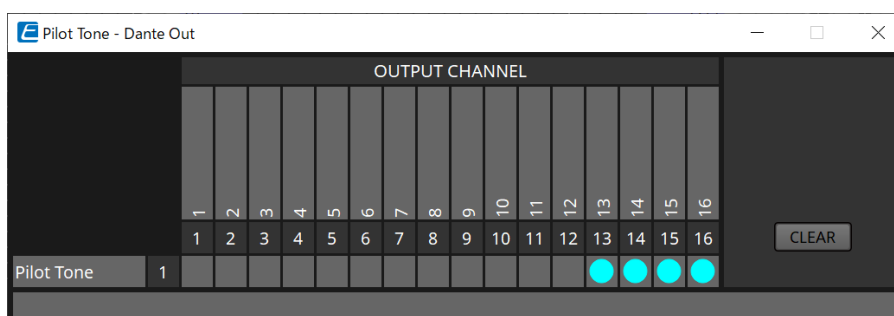 Pilot Tone - Dante Out
OUTPUT CHANNEL
1 2 3 4 5 6 7 8 9 10 11 12 13 14 15 16
1 2 3 4 5 6 7 8 9 10 11 12 13 14 15 16
CLEAR
Pilot Tone 1